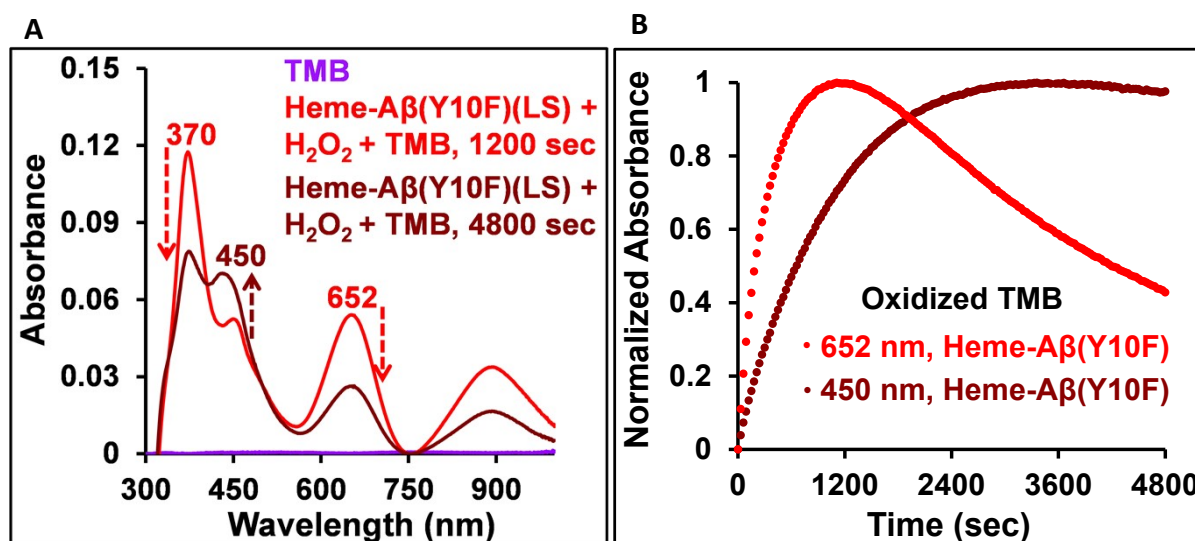 A
0.15
0.12
0.09
0.06
0.03
0
Absorbance
300 450 600 750 900
Wavelength (nm)
TMB
Heme-Aβ(Y10F)(LS) +
H₂O₂ + TMB, 1200 sec
Heme-Aβ(Y10F)(LS) +
H₂O₂ + TMB, 4800 sec
370
450
652
B
1
0.8
0.6
0.4
0.2
0
Normalized Absorbance
0 1200 2400 3600 4800
Time (sec)
Oxidized TMB
652 nm, Heme-Aβ(Y10F)
450 nm, Heme-Aβ(Y10F)